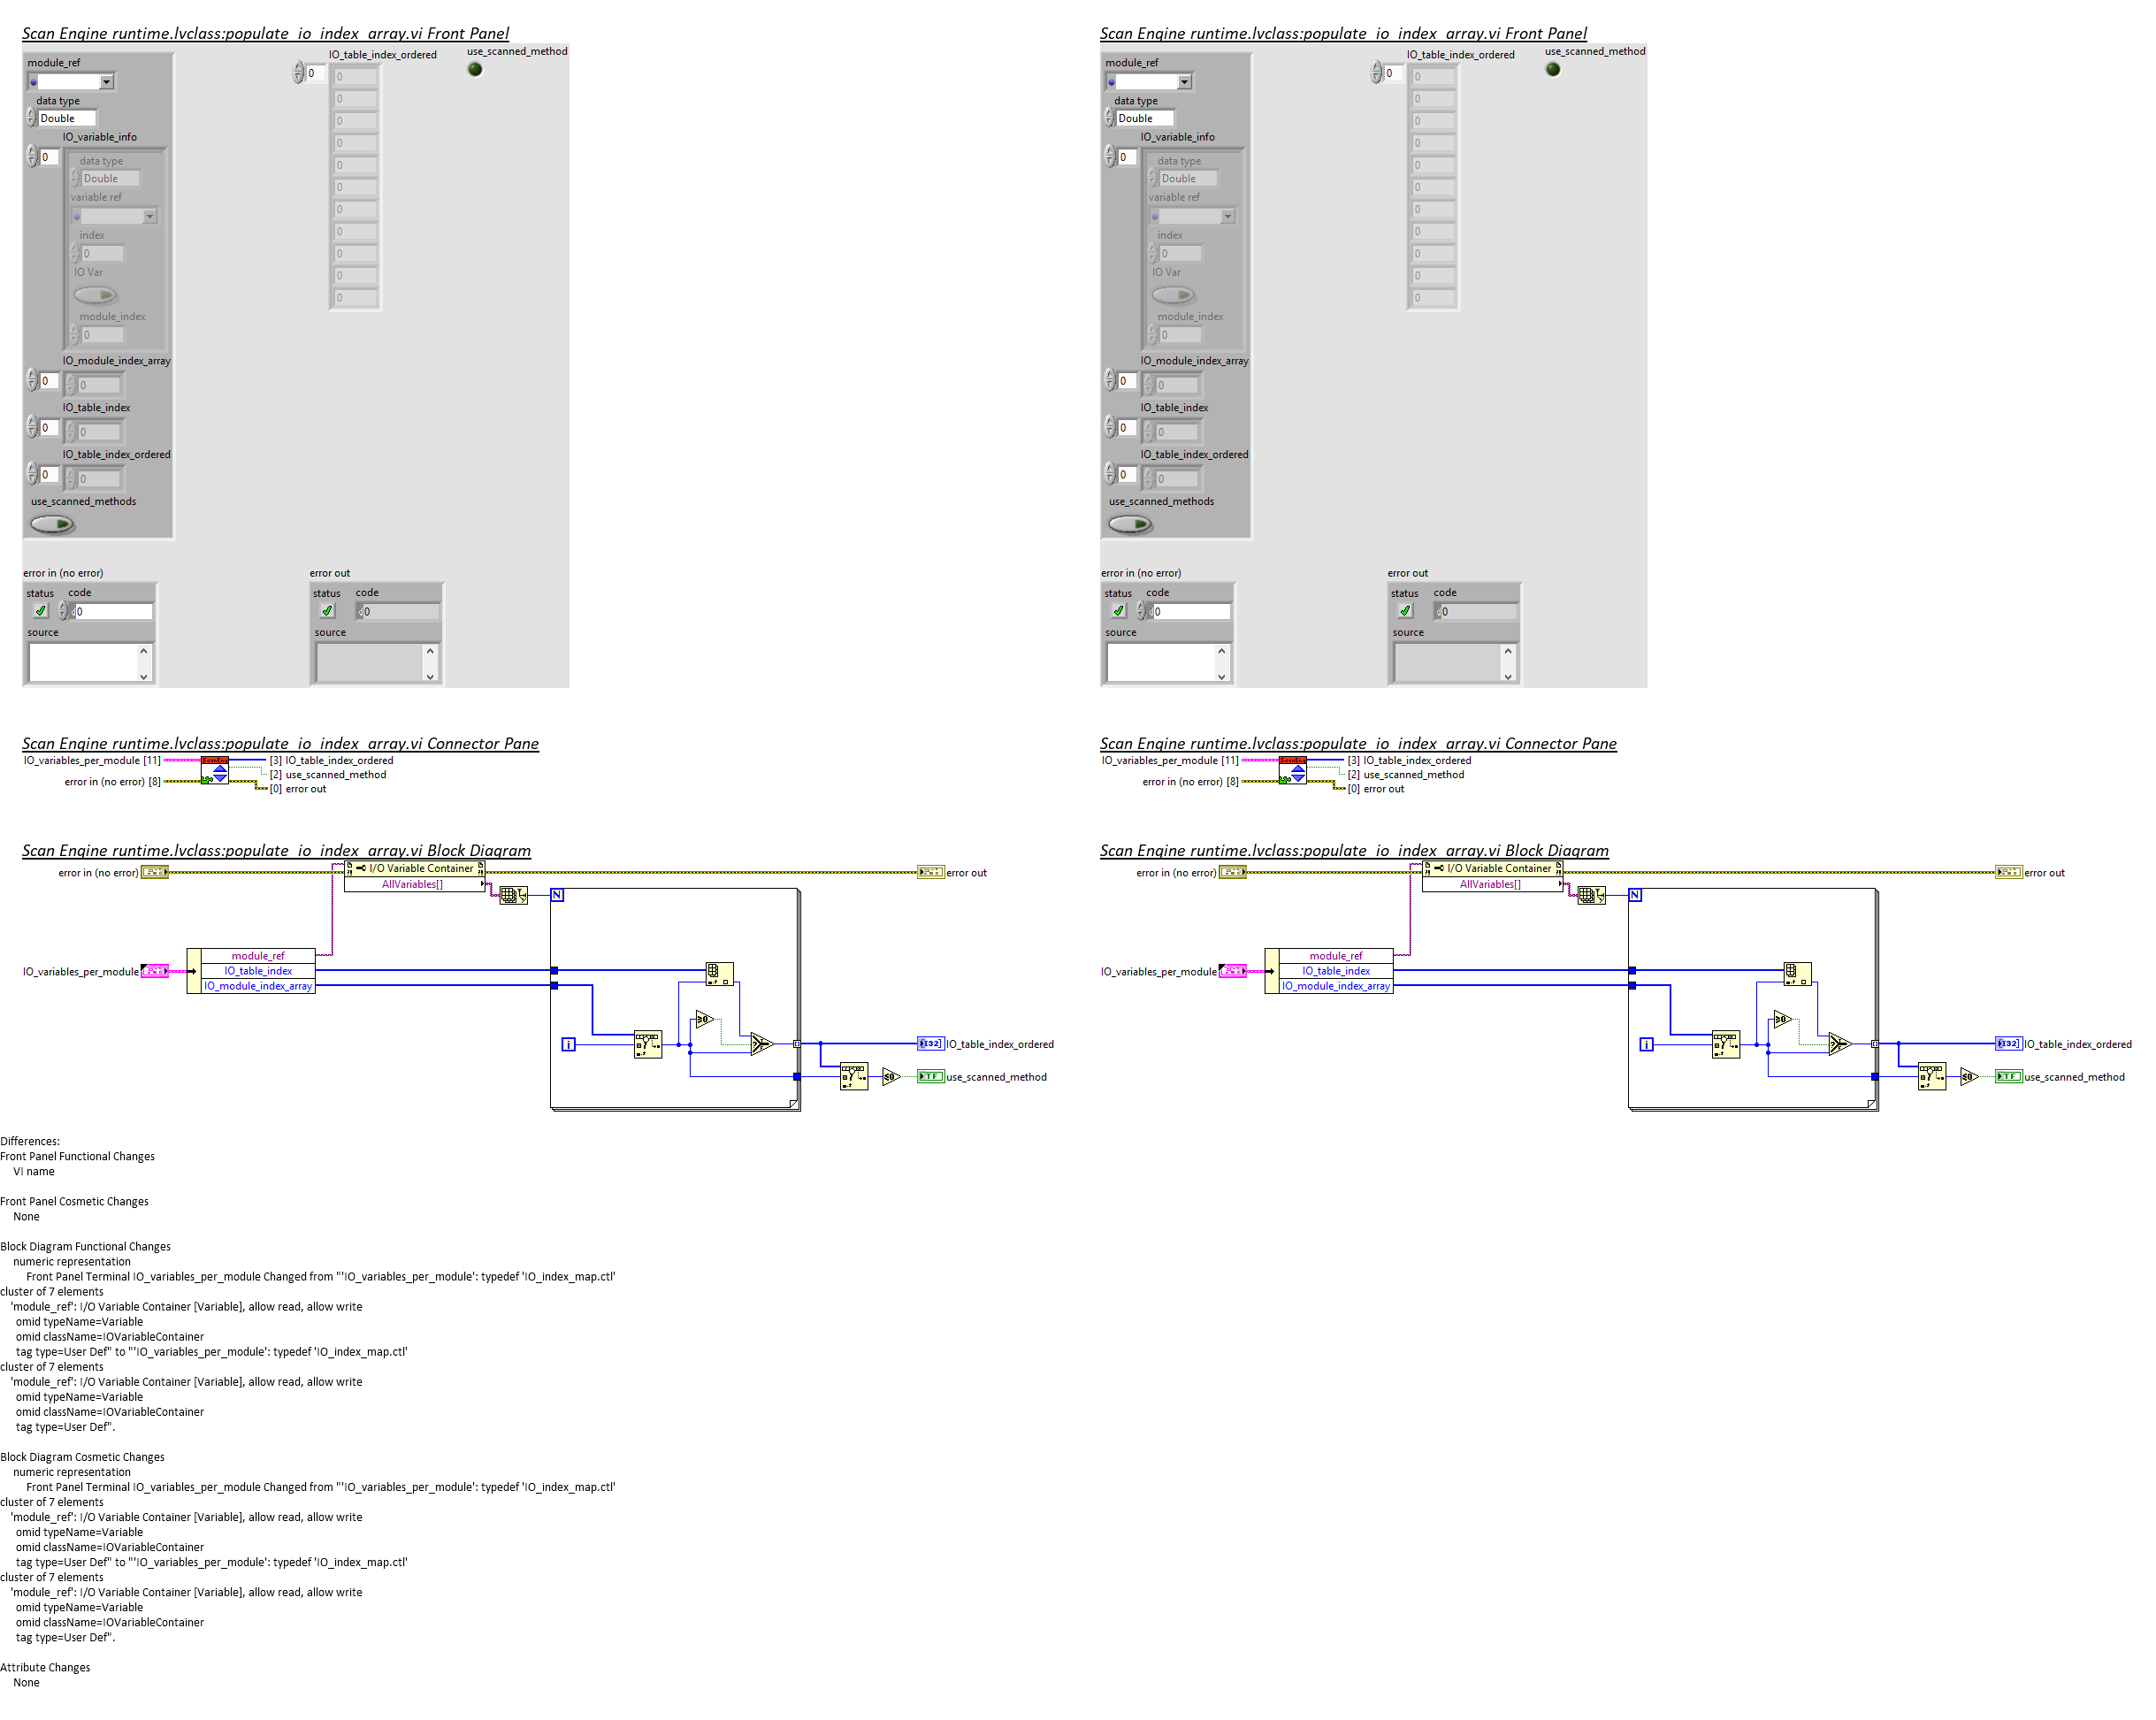 Scan Engine runtime.lvclass:populate_io_index_array.vi Front Panel
module_ref
IO_table_index_ordered
use_scanned_method
0
0
data type
0
Double
0
IO_variable_info
0
0
data type
0
Double
0
variable ref
0
0
index
0
0
0
IO Var
0
0
module_index
0
IO_module_index_array
0
0
IO_table_index
0
0
IO_table_index_ordered
0
0
use_scanned_methods
error in (no error)
error out
status
code
status
code
0
0
source
source
Scan Engine runtime.lvclass:populate_io_index_array.vi Connector Pane
IO_variables_per_module [11]
[3] IO_table_index_ordered
[2] use_scanned_method
error in (no error) [8]
[0] error out
Scan Engine runtime.lvclass:populate_io_index_array.vi Block Diagram
I/O Variable Container
error in (no error)
error out
AllVariables[]
N
module_ref
IO_variables_per_module
IO_table_index
IO_module_index_array
i
≥0
I32
IO_table_index_ordered
TF
use_scanned_method
Scan Engine runtime.lvclass:populate_io_index_array.vi Front Panel
module_ref
IO_table_index_ordered
use_scanned_method
0
0
data type
0
Double
0
IO_variable_info
0
0
data type
0
Double
0
variable ref
0
0
index
0
0
0
IO Var
0
0
module_index
0
IO_module_index_array
0
0
IO_table_index
0
0
IO_table_index_ordered
0
0
use_scanned_methods
error in (no error)
error out
status
code
status
code
0
0
source
source
Scan Engine runtime.lvclass:populate_io_index_array.vi Connector Pane
IO_variables_per_module [11]
[3] IO_table_index_ordered
[2] use_scanned_method
error in (no error) [8]
[0] error out
Scan Engine runtime.lvclass:populate_io_index_array.vi Block Diagram
I/O Variable Container
error in (no error)
error out
AllVariables[]
N
module_ref
IO_variables_per_module
IO_table_index
IO_module_index_array
i
≥0
I32
IO_table_index_ordered
TF
use_scanned_method
Differences:
Front Panel Functional Changes
VI name
Front Panel Cosmetic Changes
None
Block Diagram Functional Changes
numeric representation
Front Panel Terminal IO_variables_per_module Changed from "'IO_variables_per_module': typedef 'IO_index_map.ctl'
cluster of 7 elements
'module_ref': I/O Variable Container [Variable], allow read, allow write
omid typeName=Variable
omid className=IOVariableContainer
tag type=User Def" to "'IO_variables_per_module': typedef 'IO_index_map.ctl'
cluster of 7 elements
'module_ref': I/O Variable Container [Variable], allow read, allow write
omid typeName=Variable
omid className=IOVariableContainer
tag type=User Def".
Block Diagram Cosmetic Changes
numeric representation
Front Panel Terminal IO_variables_per_module Changed from "'IO_variables_per_module': typedef 'IO_index_map.ctl'
cluster of 7 elements
'module_ref': I/O Variable Container [Variable], allow read, allow write
omid typeName=Variable
omid className=IOVariableContainer
tag type=User Def" to "'IO_variables_per_module': typedef 'IO_index_map.ctl'
cluster of 7 elements
'module_ref': I/O Variable Container [Variable], allow read, allow write
omid typeName=Variable
omid className=IOVariableContainer
tag type=User Def".
Attribute Changes
None